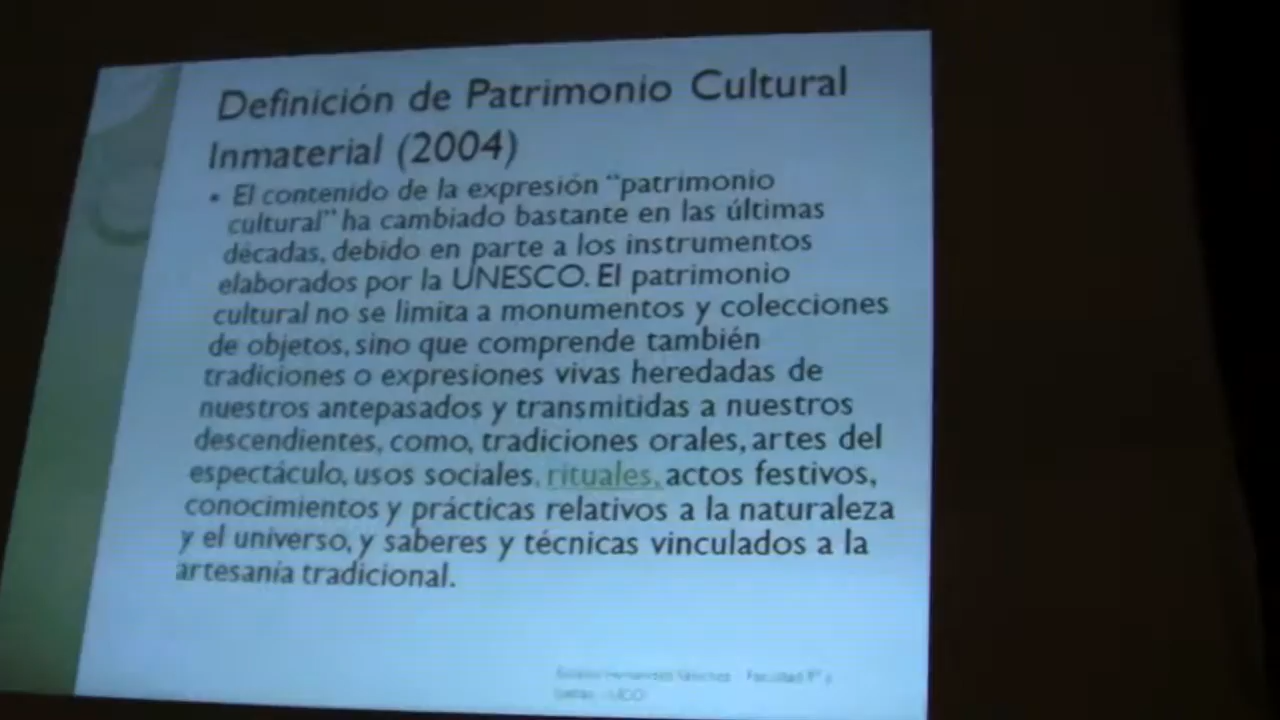 Definición de Patrimonio Cultural
Inmaterial (2004)
• El contenido de la expresión “patrimonio
cultural” ha cambiado bastante en las últimas
décadas, debido en parte a los instrumentos
elaborados por la UNESCO. El patrimonio
cultural no se limita a monumentos y colecciones
de objetos, sino que comprende también
tradiciones o expresiones vivas heredadas de
nuestros antepasados y transmitidas a nuestros
descendientes, como, tradiciones orales, artes del
espectáculo, usos sociales, rituales, actos festivos,
conocimientos y prácticas relativos a la naturaleza
y el universo, y saberes y técnicas vinculados a la
artesanía tradicional.
Hernández Sánchez - Facultad